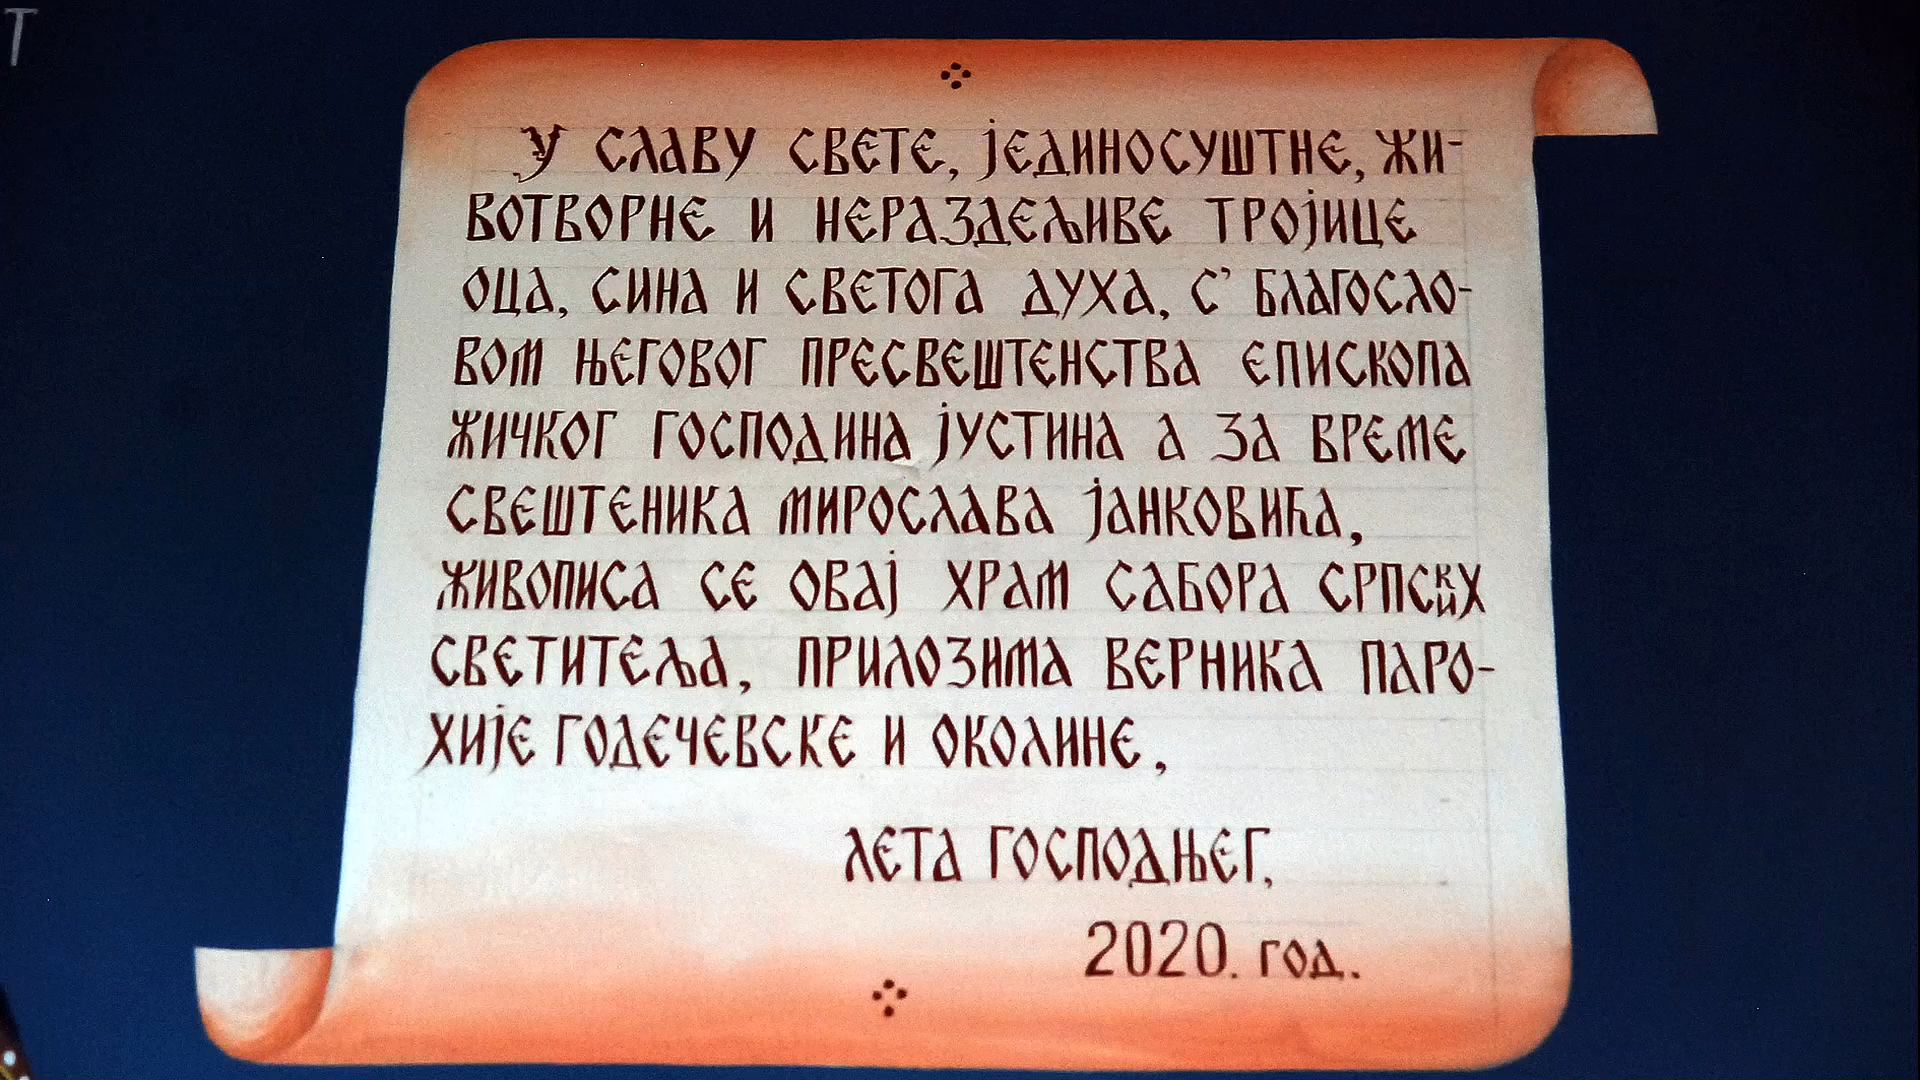 Т
У СЛАВУ СВЕТЕ, ЈЕДИНОСУШТНЕ, ЖИ-
ВОТВОРНЕ И НЕРАЗДЕЉИВЕ ТРОЈИЦЕ
ОЦА, СИНА И СВЕТОГА ДУХА, С' БЛАГОСЛО-
ВОМ ЊЕГОВОГ ПРЕСВЕШТЕНСТВА ЕПИСКОПА
ЖИЧКОГ ГОСПОДИНА ЈУСТИНА А ЗА ВРЕМЕ
СВЕШТЕНИКА МИРОСЛАВА ЈАНКОВИЋА,
ЖИВОПИСА СЕ ОВАЈ ХРАМ САБОРА СРПСКИХ
СВЕТИТЕЉА, ПРИЛОЗИМА ВЕРНИКА ПАРО-
ХИЈЕ ГОДЕЧЕВСКЕ И ОКОЛИНЕ,
ЛЕТА ГОСПОДЊЕГ,
2020. ГОД.